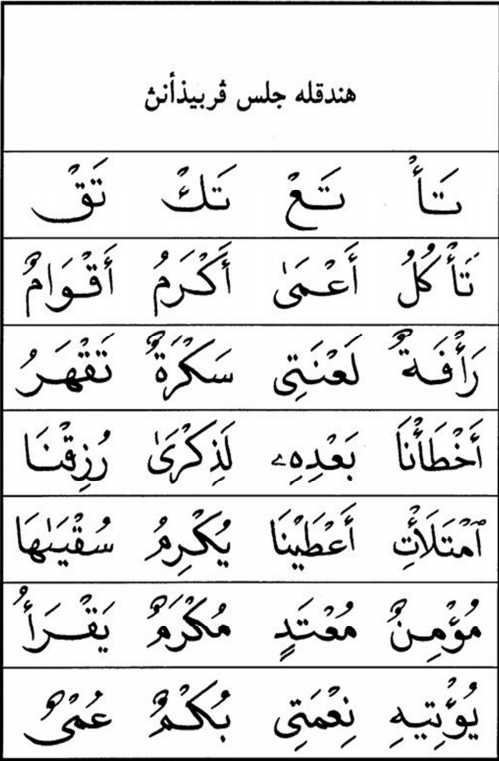 هندقله جلس ڤربيذأنڽ
تَأْ تَعْ تَكْ تَقْ
تَأْكُلُ أَعْمَىٰ أَكْرَمُ أَقْوَامٌ
رَأْفَةٌ لَعْنَتِي سَكْرَةٌ تَقْهَرُ
أَخْطَأْنَا بَعْدِهِۦ لَذِكْرَىٰ رُزِقْنَا
ٱمْتَلَأْتِ أَعْطَيْنَا يُكْرِمُ سُقْيَـٰهَا
مُؤْمِنٌ مُعْتَدٍ مُكْرَمٌ يَقْرَأُ
يُؤْتِيهِ نِعْمَتِي بُكْمٌ عُمْيٌ